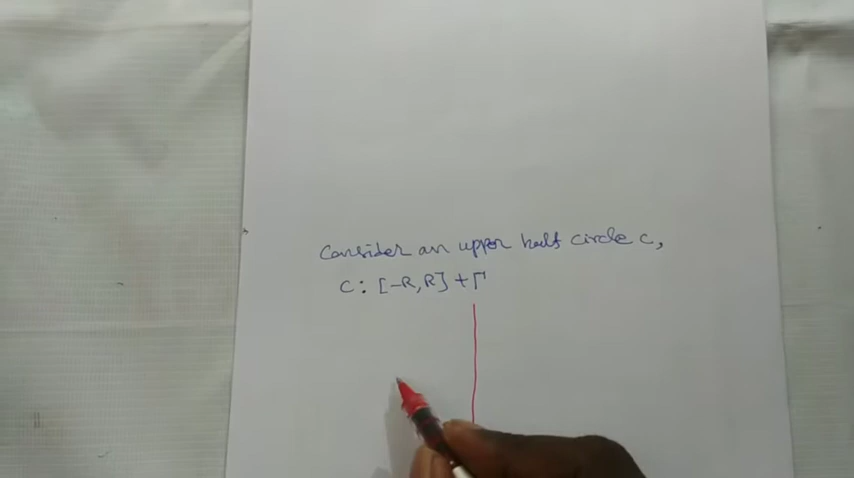 Consider an upper half circle C,
C: [-R, R] + Γ